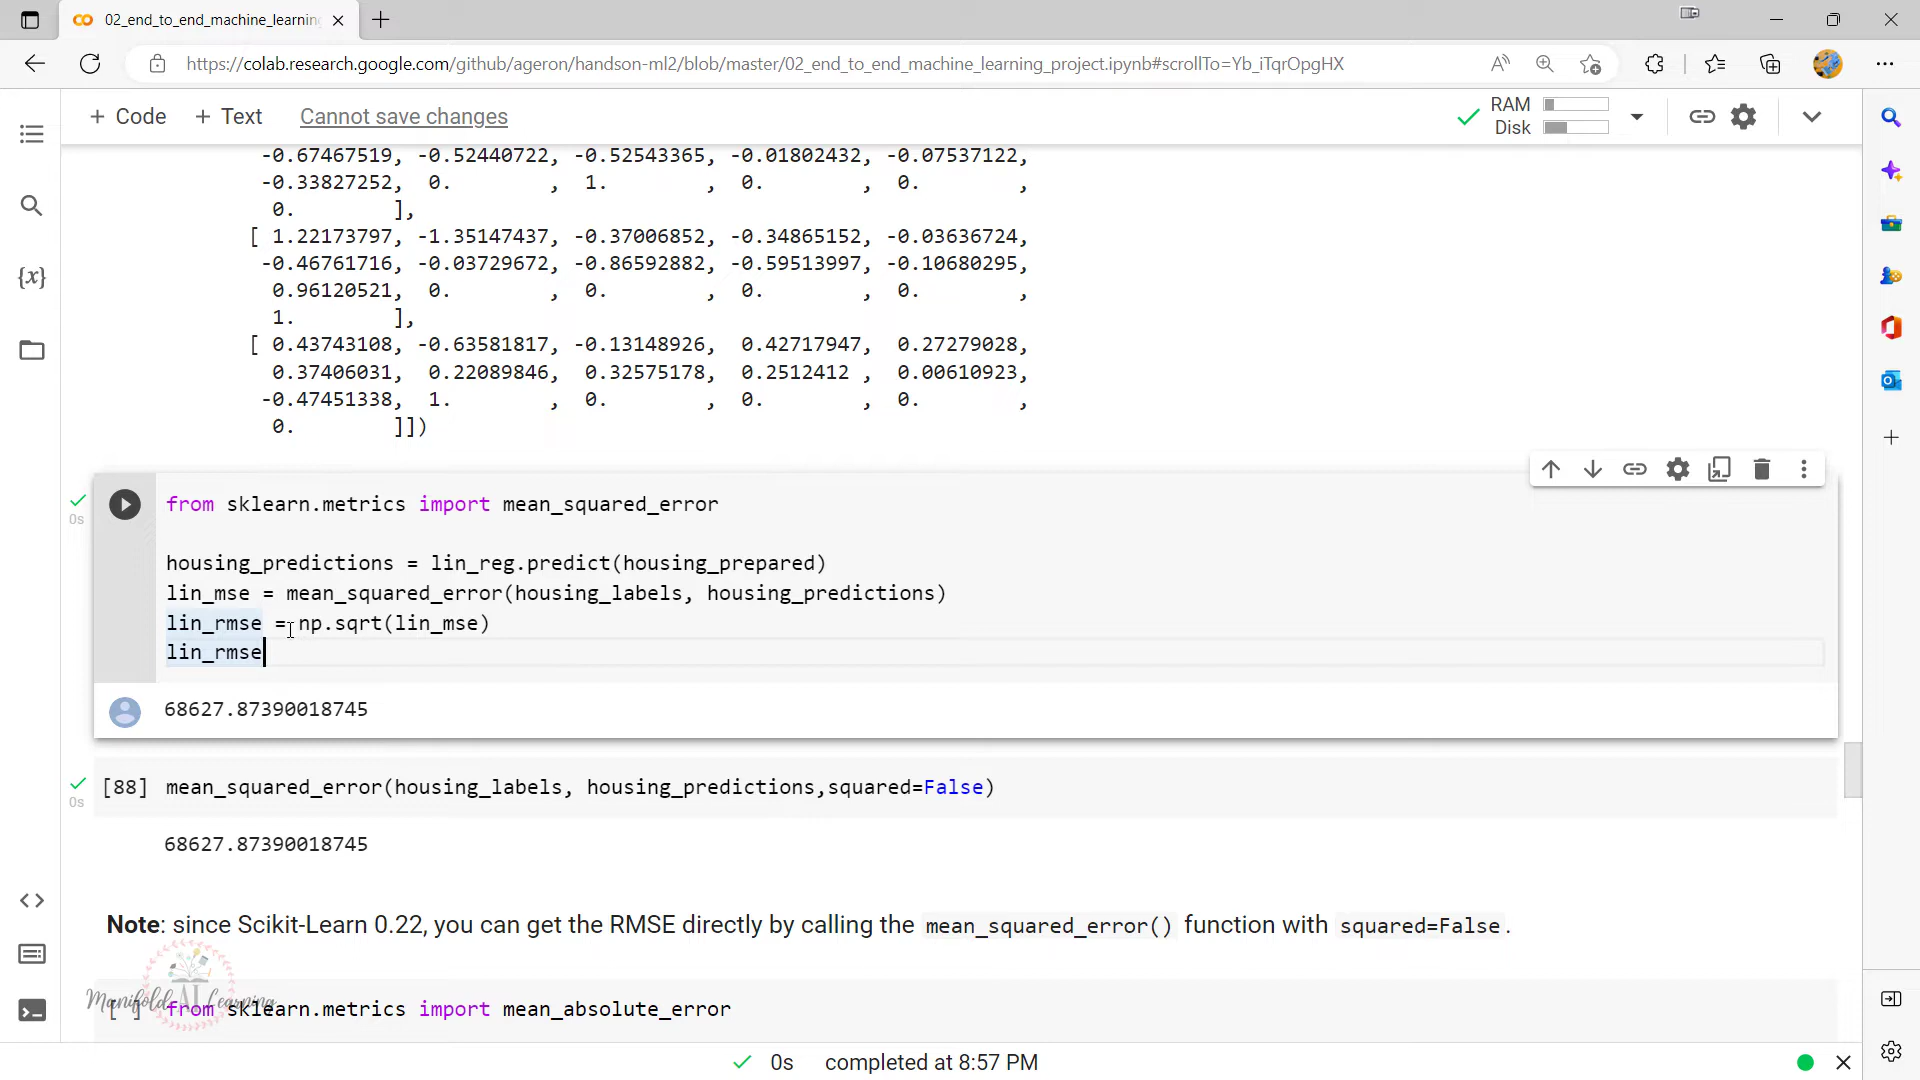 02_end_to_end_machine_learning
https://colab.research.google.com/github/ageron/handson-ml2/blob/master/02_end_to_end_machine_learning_project.ipynb#scrollTo=Yb_iTqrOpgHX
+ Code + Text Cannot save changes
RAM
Disk
-0.67467519, -0.52440722, -0.52543365, -0.01802432, -0.07537122,
-0.33827252, 0. , 1. , 0. , 0. ,
0. ],
[ 1.22173797, -1.35147437, -0.37006852, -0.34865152, -0.03636724,
-0.46761716, -0.03729672, -0.86592882, -0.59513997, -0.10680295,
0.96120521, 0. , 0. , 0. , 0. ,
1. ],
[ 0.43743108, -0.63581817, -0.13148926, 0.42717947, 0.27279028,
0.37406031, 0.22089846, 0.32575178, 0.2512412 , 0.00610923,
-0.47451338, 1. , 0. , 0. , 0. ,
0. ]])
0s
from sklearn.metrics import mean_squared_error
housing_predictions = lin_reg.predict(housing_prepared)
lin_mse = mean_squared_error(housing_labels, housing_predictions)
lin_rmse = np.sqrt(lin_mse)
lin_rmse
68627.87390018745
0s
[88] mean_squared_error(housing_labels, housing_predictions,squared=False)
68627.87390018745
Note: since Scikit-Learn 0.22, you can get the RMSE directly by calling the mean_squared_error() function with squared=False.
Manifold AI Learning
[ ] from sklearn.metrics import mean_absolute_error
0s completed at 8:57 PM